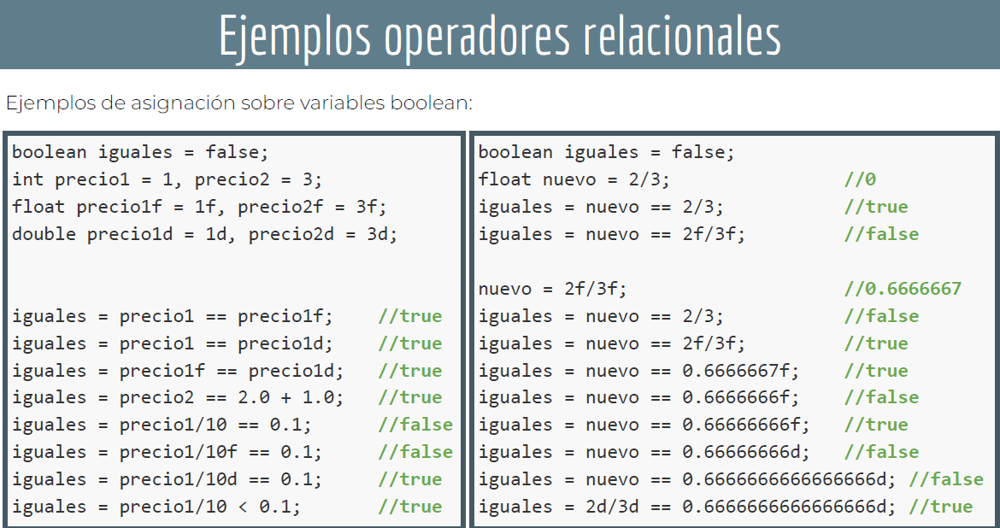 Ejemplos operadores relacionales
Ejemplos de asignación sobre variables boolean:
boolean iguales = false;
int precio1 = 1, precio2 = 3;
float precio1f = 1f, precio2f = 3f;
double precio1d = 1d, precio2d = 3d;
iguales = precio1 == precio1f; //true
iguales = precio1 == precio1d; //true
iguales = precio1f == precio1d; //true
iguales = precio2 == 2.0 + 1.0; //true
iguales = precio1/10 == 0.1; //false
iguales = precio1/10f == 0.1; //false
iguales = precio1/10d == 0.1; //true
iguales = precio1/10 < 0.1; //true
boolean iguales = false;
float nuevo = 2/3; //0
iguales = nuevo == 2/3; //true
iguales = nuevo == 2f/3f; //false
nuevo = 2f/3f; //0.6666667
iguales = nuevo == 2/3; //false
iguales = nuevo == 2f/3f; //true
iguales = nuevo == 0.6666667f; //true
iguales = nuevo == 0.6666666f; //false
iguales = nuevo == 0.66666666f; //true
iguales = nuevo == 0.66666666d; //false
iguales = nuevo == 0.6666666666666666d; //false
iguales = 2d/3d == 0.6666666666666666d; //true